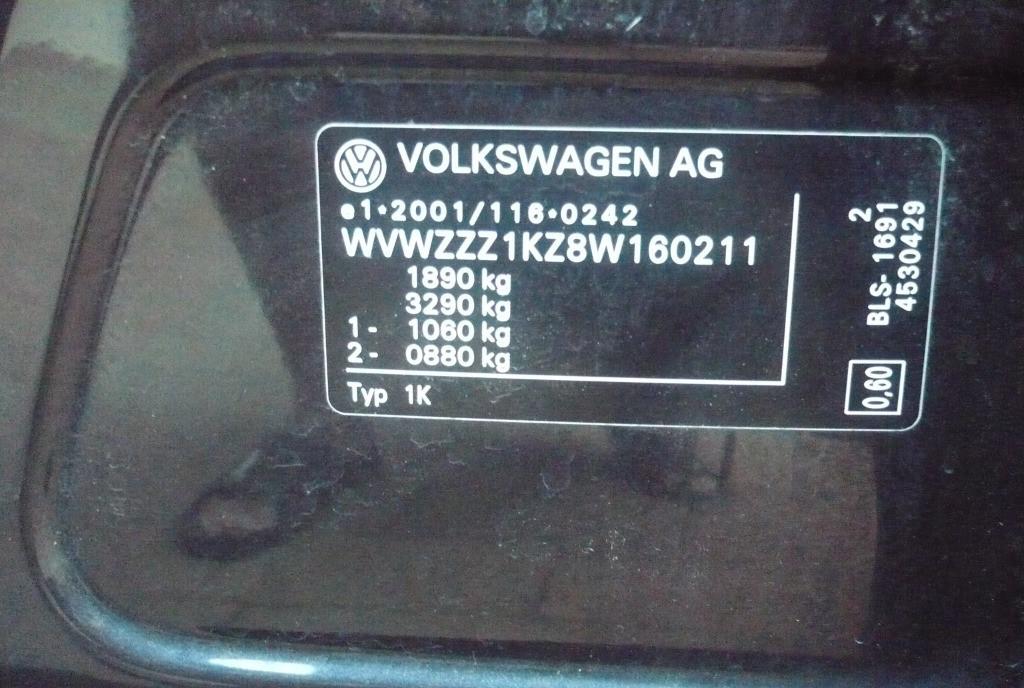 VOLKSWAGEN AG
e1*2001/116*0242
WVWZZZ1KZ8W160211
1890 kg
3290 kg
1- 1060 kg
2- 0880 kg
Typ 1K
2
BLS- 1691
4530429
0,60